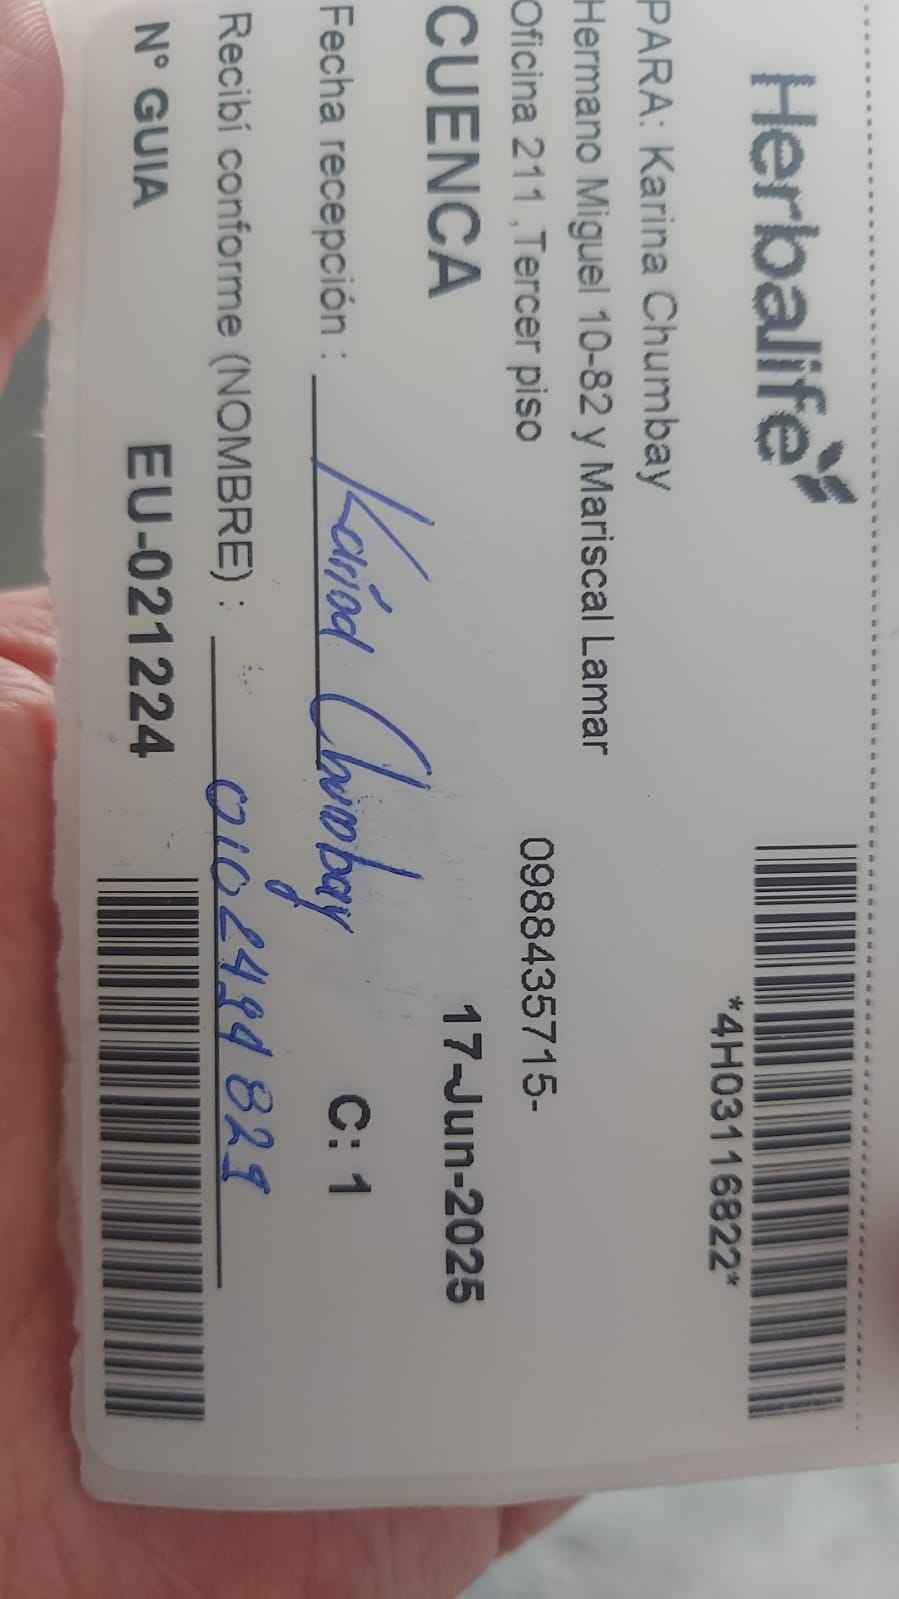 Herbalife
*4H03116822*
PARA: Karina Chumbay
Hermano Miguel 10-82 y Mariscal Lamar
Oficina 211 ,Tercer piso
0988435715-
CUENCA
17-Jun-2025
Fecha recepción : Karina Chumbay
C: 1
Recibí conforme (NOMBRE) :
N° GUIA EU-021224